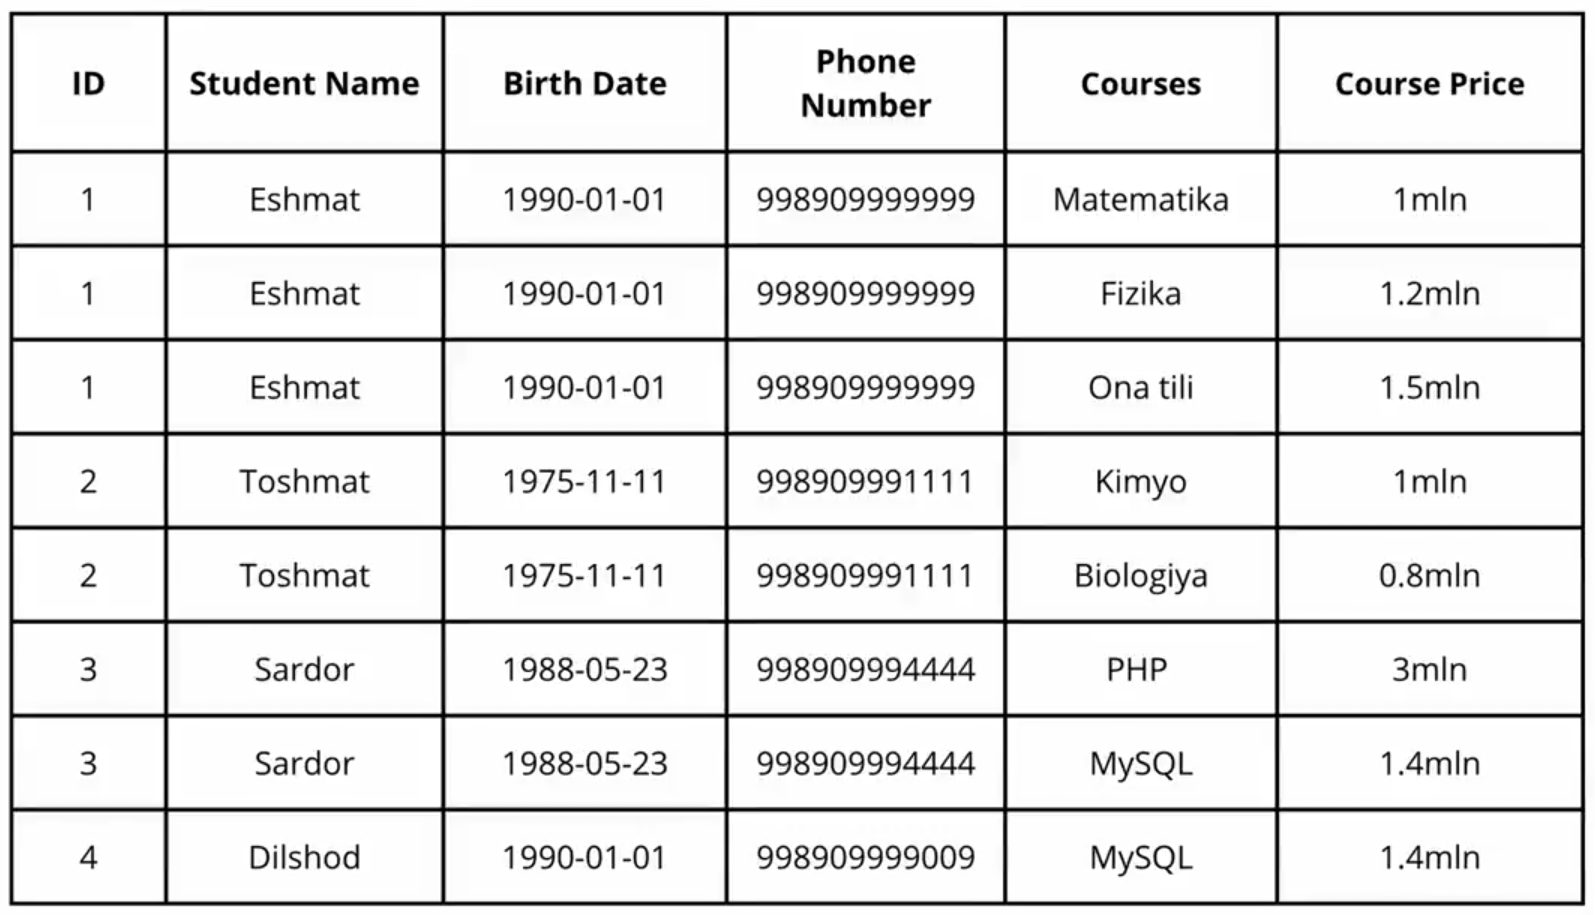 ID Student Name Birth Date Phone Number Courses Course Price
1 Eshmat 1990-01-01 998909999999 Matematika 1mln
1 Eshmat 1990-01-01 998909999999 Fizika 1.2mln
1 Eshmat 1990-01-01 998909999999 Ona tili 1.5mln
2 Toshmat 1975-11-11 998909991111 Kimyo 1mln
2 Toshmat 1975-11-11 998909991111 Biologiya 0.8mln
3 Sardor 1988-05-23 998909994444 PHP 3mln
3 Sardor 1988-05-23 998909994444 MySQL 1.4mln
4 Dilshod 1990-01-01 998909999009 MySQL 1.4mln